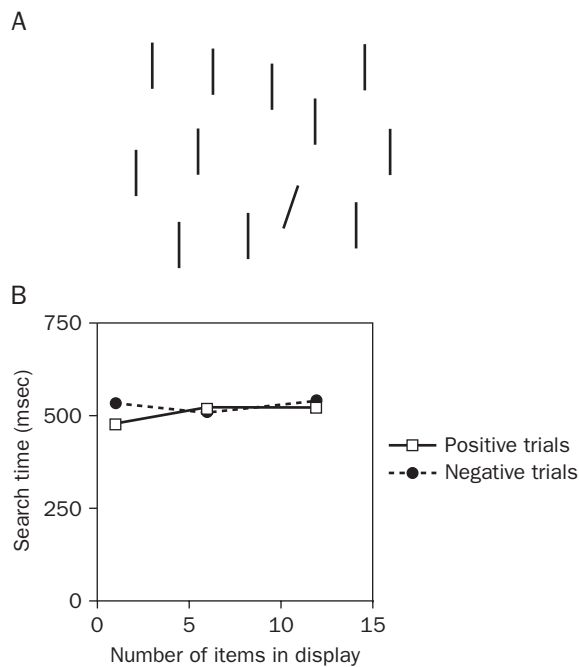 A
B
750
500
250
0
0 5 10 15
Search time (msec)
Number of items in display
Positive trials
Negative trials